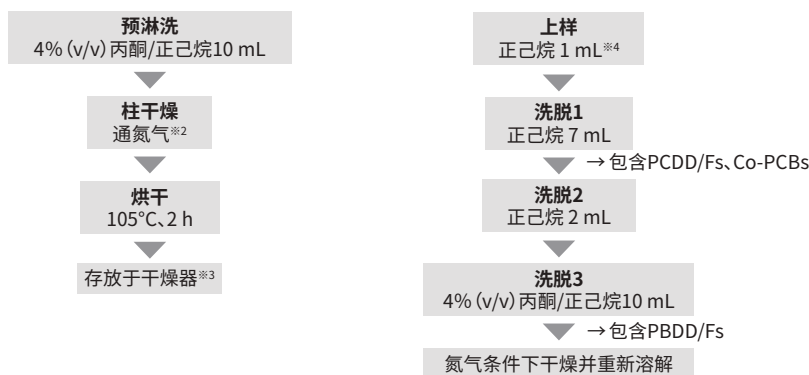 预淋洗
4% (v/v) 丙酮/正己烷10 mL
柱干燥
通氮气※2
烘干
105°C、2 h
存放于干燥器※3
上样
正己烷 1 mL※4
洗脱1
正己烷 7 mL
→ 包含PCDD/Fs、Co-PCBs
洗脱2
正己烷 2 mL
洗脱3
4% (v/v) 丙酮/正己烷10 mL
→ 包含PBDD/Fs
氮气条件下干燥并重新溶解